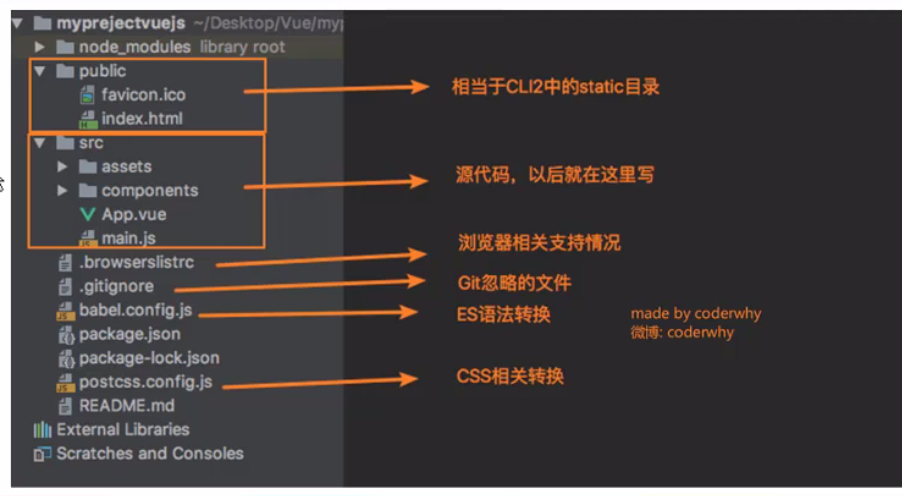 myprejectvuejs ~/Desktop/Vue/myp
node_modules library root
public
favicon.ico
index.html
相当于CLI2中的static目录
src
assets
components
App.vue
main.js
源代码，以后就在这里写
.browserslistrc
浏览器相关支持情况
.gitignore
Git忽略的文件
babel.config.js
ES语法转换
made by coderwhy
微博: coderwhy
package.json
package-lock.json
postcss.config.js
CSS相关转换
README.md
External Libraries
Scratches and Consoles